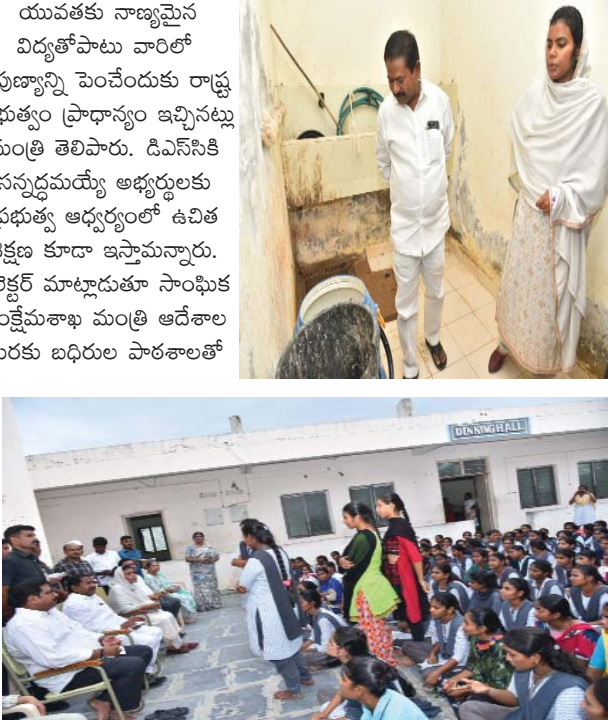 యువతకు నాణ్యమైన
విద్యతోపాటు వారిలో
పుణ్యాన్ని పెంచేందుకు రాష్ట్ర
భుత్వం ప్రాధాన్యం ఇచ్చినట్లు
మంత్రి తెలిపారు. డిఎస్‌సికి
సన్నద్ధమయ్యే అభ్యర్థులకు
ప్రభుత్వ ఆధ్వర్యంలో ఉచిత
క్షణ కూడా ఇస్తామన్నారు.
లెక్టర్ మాట్లాడుతూ సాంఘిక
ంక్షేమశాఖ మంత్రి ఆదేశాల
మేరకు బధిరుల పాఠశాలతో
DINNING HALL